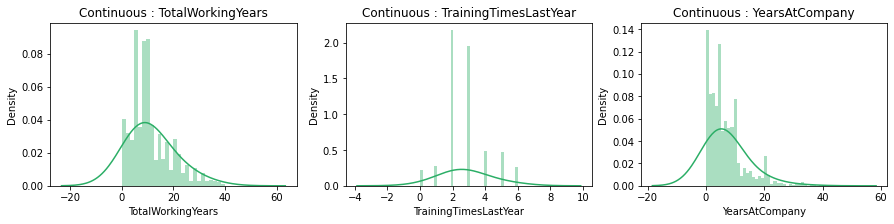 Continuous : TotalWorkingYears
Density
0.08
0.06
0.04
0.02
0.00
−20 0 20 40 60
TotalWorkingYears
Continuous : TrainingTimesLastYear
Density
2.0
1.5
1.0
0.5
0.0
−4 −2 0 2 4 6 8 10
TrainingTimesLastYear
Continuous : YearsAtCompany
Density
0.14
0.12
0.10
0.08
0.06
0.04
0.02
0.00
−20 0 20 40 60
YearsAtCompany